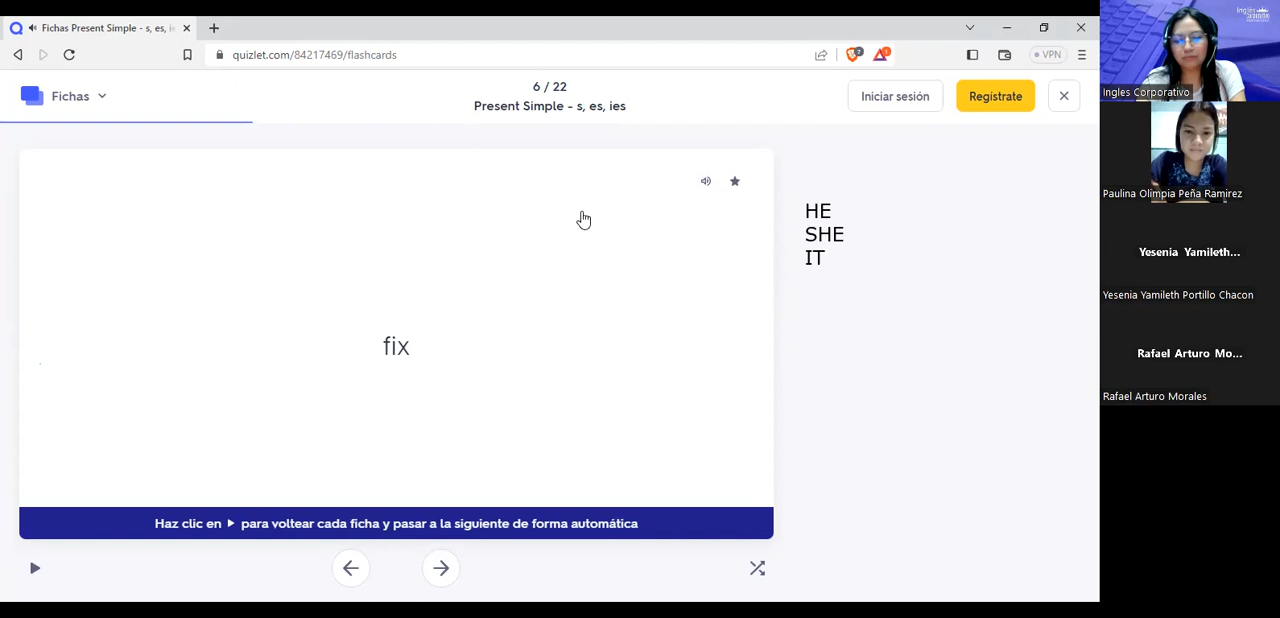 Fichas Present Simple - s, es, ie
quizlet.com/84217469/flashcards
7
1
VPN
Fichas
6 / 22
Present Simple - s, es, ies
Iniciar sesión
Regístrate
HE
SHE
IT
fix
Haz clic en ▶ para voltear cada ficha y pasar a la siguiente de forma automática
Ingles Corporativo
Paulina Olimpia Peña Ramirez
Yesenia Yamileth...
Yesenia Yamileth Portillo Chacon
Rafael Arturo Mo...
Rafael Arturo Morales